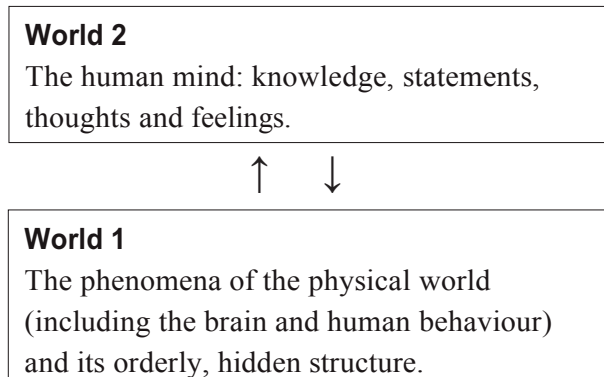 World 2
The human mind: knowledge, statements,
thoughts and feelings.
↑ ↓
World 1
The phenomena of the physical world
(including the brain and human behaviour)
and its orderly, hidden structure.